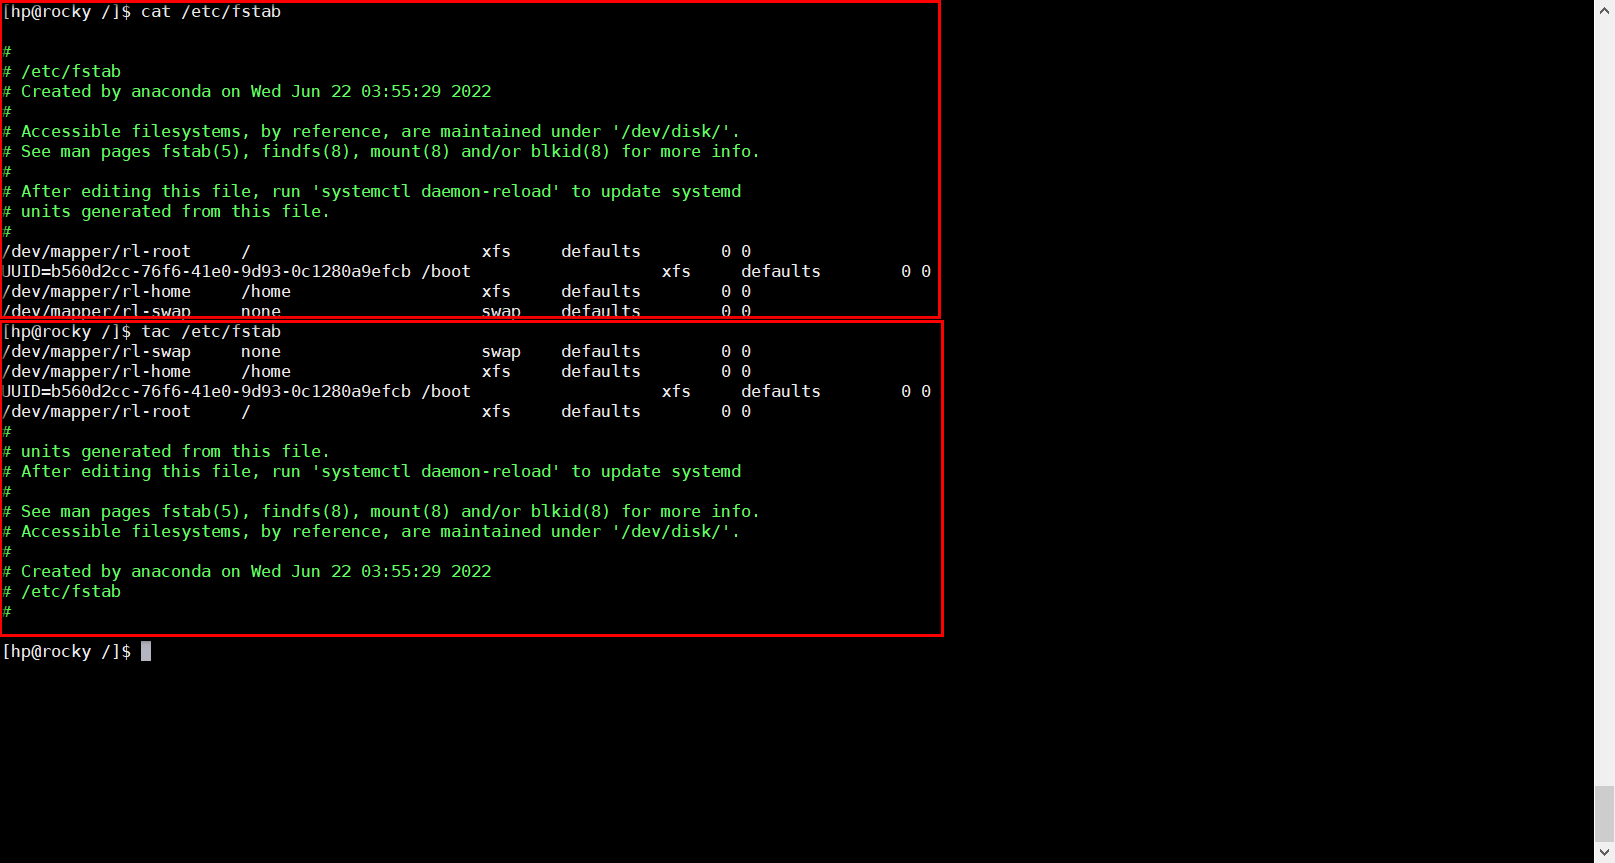 [hp@rocky /]$ cat /etc/fstab
#
# /etc/fstab
# Created by anaconda on Wed Jun 22 03:55:29 2022
#
# Accessible filesystems, by reference, are maintained under '/dev/disk/'.
# See man pages fstab(5), findfs(8), mount(8) and/or blkid(8) for more info.
#
# After editing this file, run 'systemctl daemon-reload' to update systemd
# units generated from this file.
#
/dev/mapper/rl-root     /                       xfs     defaults        0 0
UUID=b560d2cc-76f6-41e0-9d93-0c1280a9efcb /boot                   xfs     defaults        0 0
/dev/mapper/rl-home     /home                   xfs     defaults        0 0
/dev/mapper/rl-swap     none                    swap    defaults        0 0
[hp@rocky /]$ tac /etc/fstab
/dev/mapper/rl-swap     none                    swap    defaults        0 0
/dev/mapper/rl-home     /home                   xfs     defaults        0 0
UUID=b560d2cc-76f6-41e0-9d93-0c1280a9efcb /boot                   xfs     defaults        0 0
/dev/mapper/rl-root     /                       xfs     defaults        0 0
#
# units generated from this file.
# After editing this file, run 'systemctl daemon-reload' to update systemd
#
# See man pages fstab(5), findfs(8), mount(8) and/or blkid(8) for more info.
# Accessible filesystems, by reference, are maintained under '/dev/disk/'.
#
# Created by anaconda on Wed Jun 22 03:55:29 2022
# /etc/fstab
#
[hp@rocky /]$